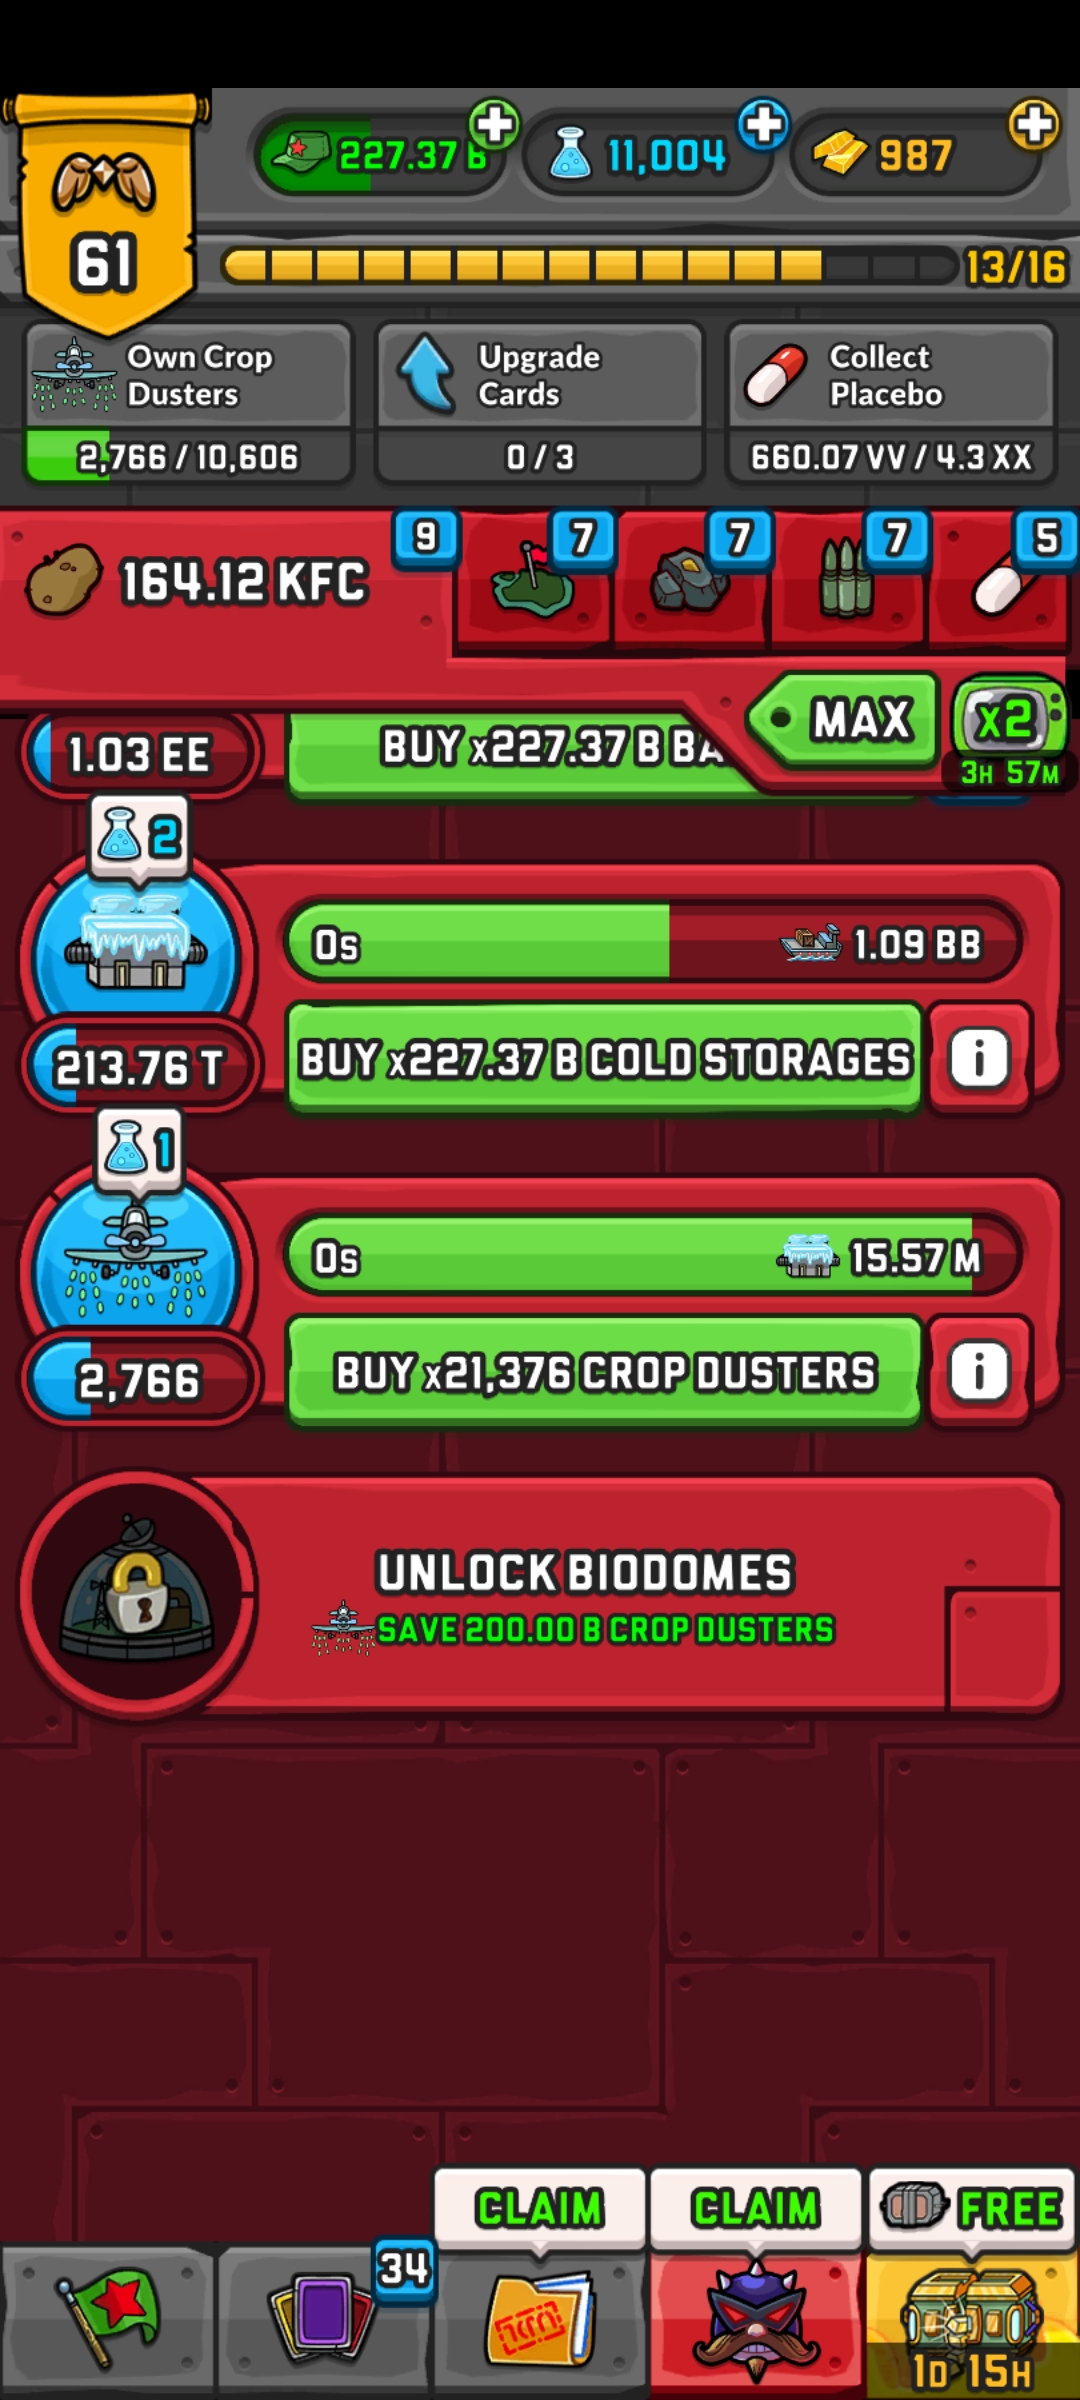 227.37 B
11,004
987
61
13/16
Own Crop
Dusters
2,766 / 10,606
Upgrade
Cards
0 / 3
Collect
Placebo
660.07 VV / 4.3 XX
164.12 KFC
9
7
7
7
5
MAX
x2
3H 57M
1.03 EE
BUY x227.37 B BA
2
0s
1.09 BB
213.76 T
BUY x227.37 B COLD STORAGES
i
1
0s
15.57 M
2,766
BUY x21,376 CROP DUSTERS
i
UNLOCK BIODOMES
SAVE 200.00 B CROP DUSTERS
CLAIM
CLAIM
FREE
34
1D 15H